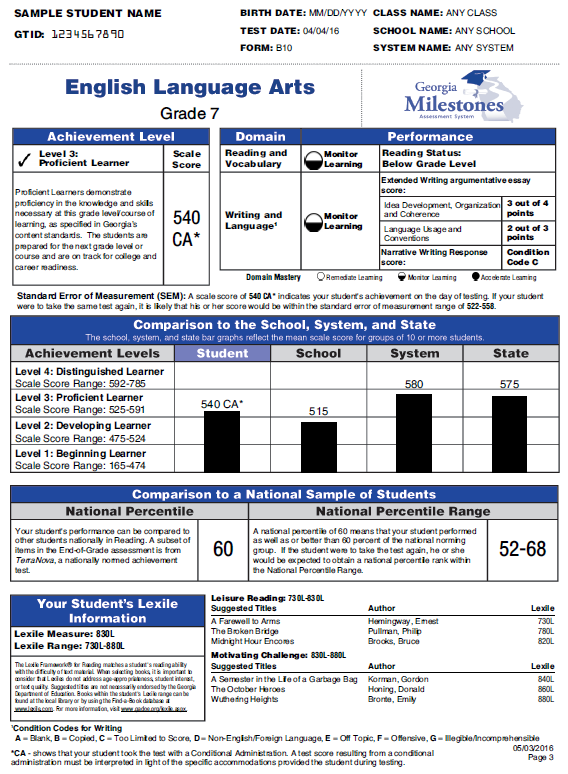 SAMPLE STUDENT NAME
GTID: 1234567890
BIRTH DATE: MM/DD/YYYY CLASS NAME: ANY CLASS
TEST DATE: 04/04/16 SCHOOL NAME: ANY SCHOOL
FORM: B10 SYSTEM NAME: ANY SYSTEM
English Language Arts
Grade 7
Georgia
Milestones
Assessment System
Achievement Level
✓ Level 3:
Proficient Learner
Scale
Score
Proficient Learners demonstrate
proficiency in the knowledge and skills
necessary at this grade level/course of
learning, as specified in Georgia's
content standards. The students are
prepared for the next grade level or
course and are on track for college and
career readiness.
540
CA*
Domain Performance
Reading and
Vocabulary
Monitor
Learning
Reading Status:
Below Grade Level
Writing and
Language¹
Monitor
Learning
Extended Writing argumentative essay
score:
Idea Development, Organization
and Coherence
3 out of 4
points
Language Usage and
Conventions
2 out of 3
points
Narrative Writing Response
score:
Condition
Code C
Domain Mastery Remediate Learning Monitor Learning Accelerate Learning
Standard Error of Measurement (SEM): A scale score of 540 CA* indicates your student's achievement on the day of testing. If your student
were to take the same test again, it is likely that his or her score would be within the standard error of measurement range of 522-558.
Comparison to the School, System, and State
The school, system, and state bar graphs reflect the mean scale score for groups of 10 or more students.
Achievement Levels Student School System State
Level 4: Distinguished Learner
Scale Score Range: 592-785
Level 3: Proficient Learner
Scale Score Range: 525-591
Level 2: Developing Learner
Scale Score Range: 475-524
Level 1: Beginning Learner
Scale Score Range: 165-474
540 CA*
515
580
575
Comparison to a National Sample of Students
National Percentile National Percentile Range
Your student's performance can be compared to
other students nationally in Reading. A subset of
items in the End-of-Grade assessment is from
TerraNova, a nationally normed achievement
test.
60
A national percentile of 60 means that your student performed
as well as or better than 60 percent of the national norming
group. If the student were to take the test again, he or she
would be expected to obtain a national percentile rank within
the National Percentile Range.
52-68
Your Student's Lexile
Information
Lexile Measure: 830L
Lexile Range: 730L-880L
The Lexile Framework® for Reading matches a student's reading ability
with the difficulty of text material. When selecting books, it is important to
consider that Lexiles do not address age-appropriateness, student interest,
or text quality. Suggested titles are not necessarily endorsed by the Georgia
Department of Education. Books within the student's Lexile range can be
found at the local library or by using the Find-a-Book database at
www.lexile.com. For more information, visit www.gadoe.org/lexile.aspx.
Leisure Reading: 730L-830L
Suggested Titles Author Lexile
A Farewell to Arms Hemingway, Ernest 730L
The Broken Bridge Pullman, Philip 780L
Midnight Hour Encores Brooks, Bruce 820L
Motivating Challenge: 830L-880L
Suggested Titles Author Lexile
A Semester in the Life of a Garbage Bag Korman, Gordon 840L
The October Heroes Honing, Donald 860L
Wuthering Heights Bronte, Emily 880L
¹Condition Codes for Writing
A = Blank, B = Copied, C = Too Limited to Score, D = Non-English/Foreign Language, E = Off Topic, F = Offensive, G = Illegible/Incomprehensible
*CA - shows that your student took the test with a Conditional Administration. A test score resulting from a conditional
administration must be interpreted in light of the specific accommodations provided the student during testing.
05/03/2016
Page 3